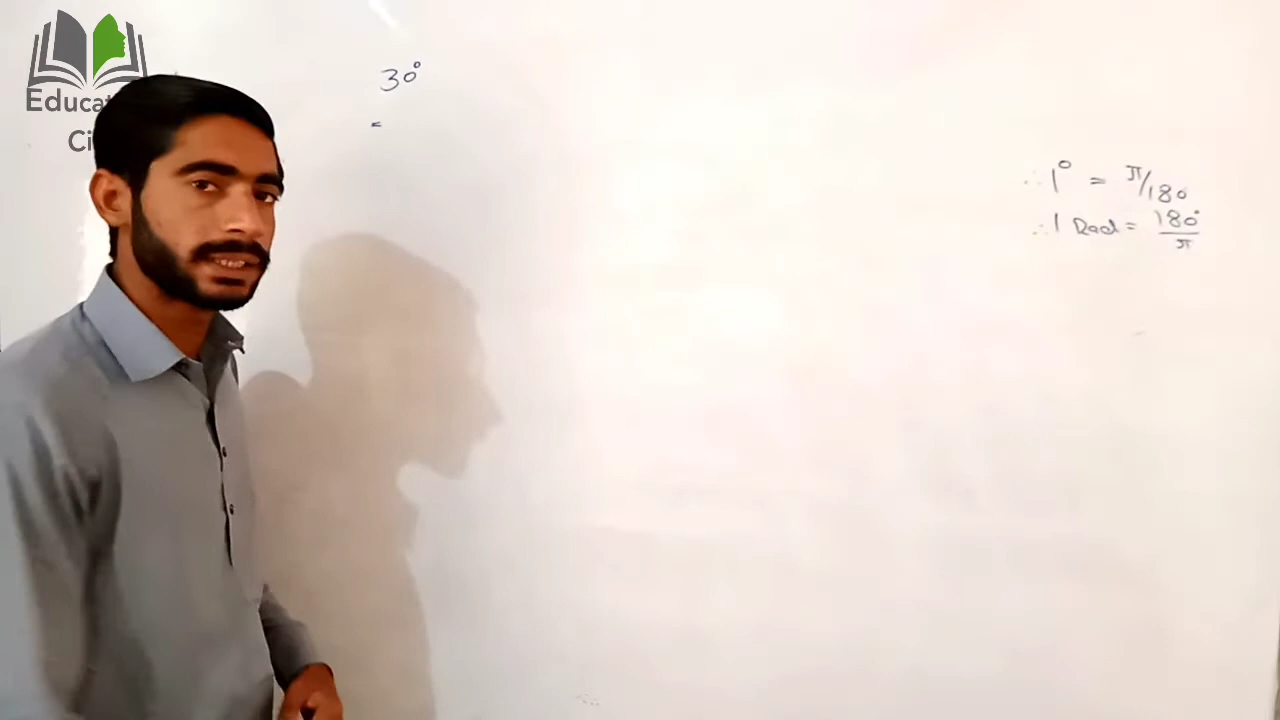 Educat
Ci
30°
=
∴ 1° = π/180
∴ 1 Rad = 180°/π